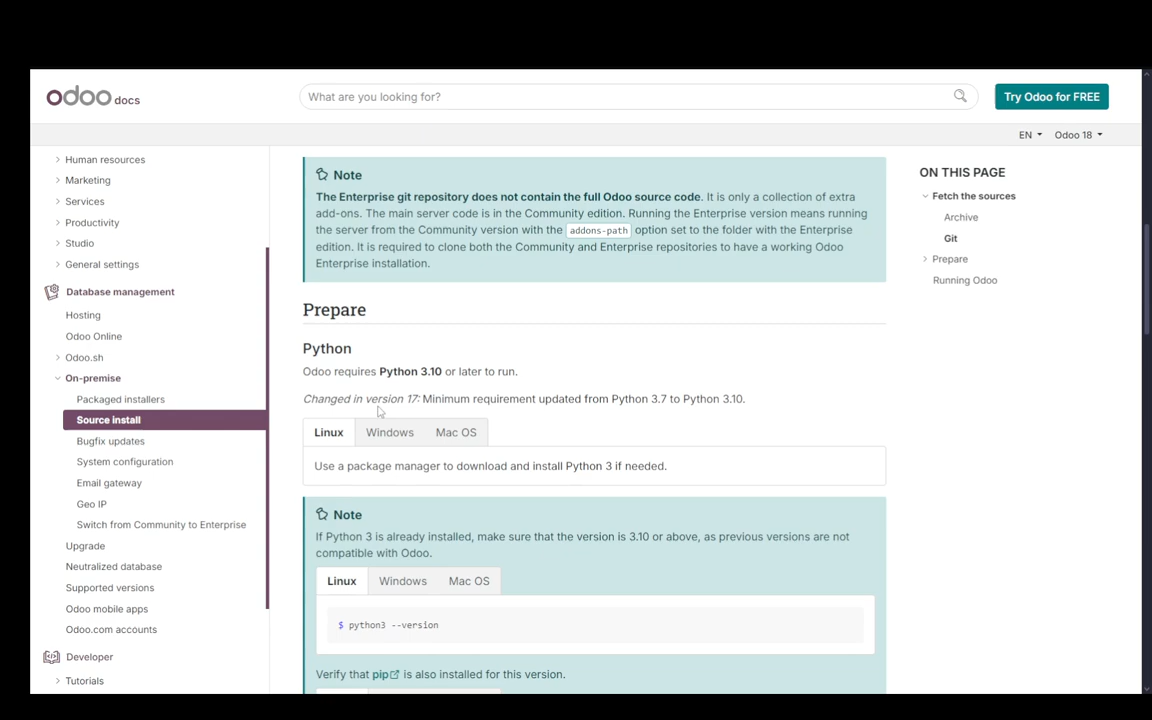 odoo docs
What are you looking for?
Try Odoo for FREE
EN
Odoo 18
Human resources
Marketing
Services
Productivity
Studio
General settings
Database management
Hosting
Odoo Online
Odoo.sh
On-premise
Packaged installers
Source install
Bugfix updates
System configuration
Email gateway
Geo IP
Switch from Community to Enterprise
Upgrade
Neutralized database
Supported versions
Odoo mobile apps
Odoo.com accounts
Developer
Tutorials
Note
The Enterprise git repository does not contain the full Odoo source code. It is only a collection of extra
add-ons. The main server code is in the Community edition. Running the Enterprise version means running
the server from the Community version with the addons-path option set to the folder with the Enterprise
edition. It is required to clone both the Community and Enterprise repositories to have a working Odoo
Enterprise installation.
Prepare
Python
Odoo requires Python 3.10 or later to run.
Changed in version 17: Minimum requirement updated from Python 3.7 to Python 3.10.
Linux Windows Mac OS
Use a package manager to download and install Python 3 if needed.
Note
If Python 3 is already installed, make sure that the version is 3.10 or above, as previous versions are not
compatible with Odoo.
Linux Windows Mac OS
$ python3 --version
Verify that pip is also installed for this version.
ON THIS PAGE
Fetch the sources
Archive
Git
Prepare
Running Odoo